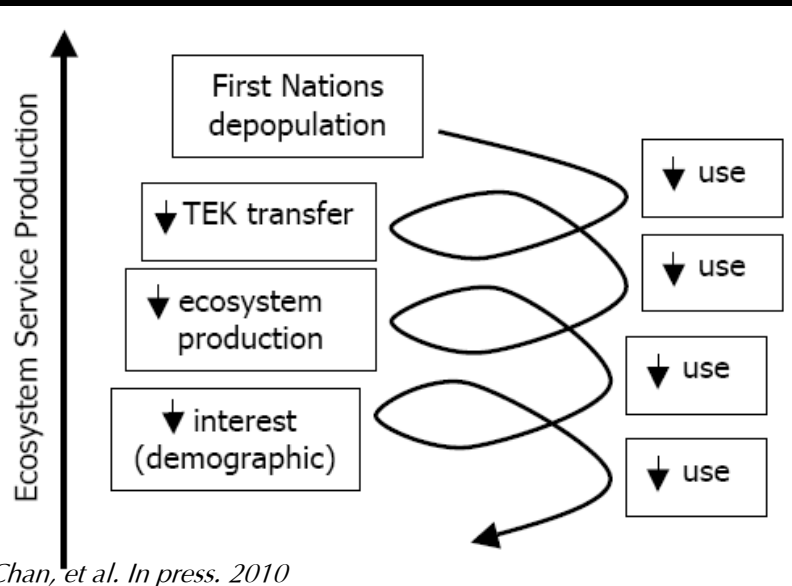 Ecosystem Service Production
First Nations
depopulation
use
TEK transfer
use
ecosystem
production
use
interest
(demographic)
use
Chan, et al. In press. 2010